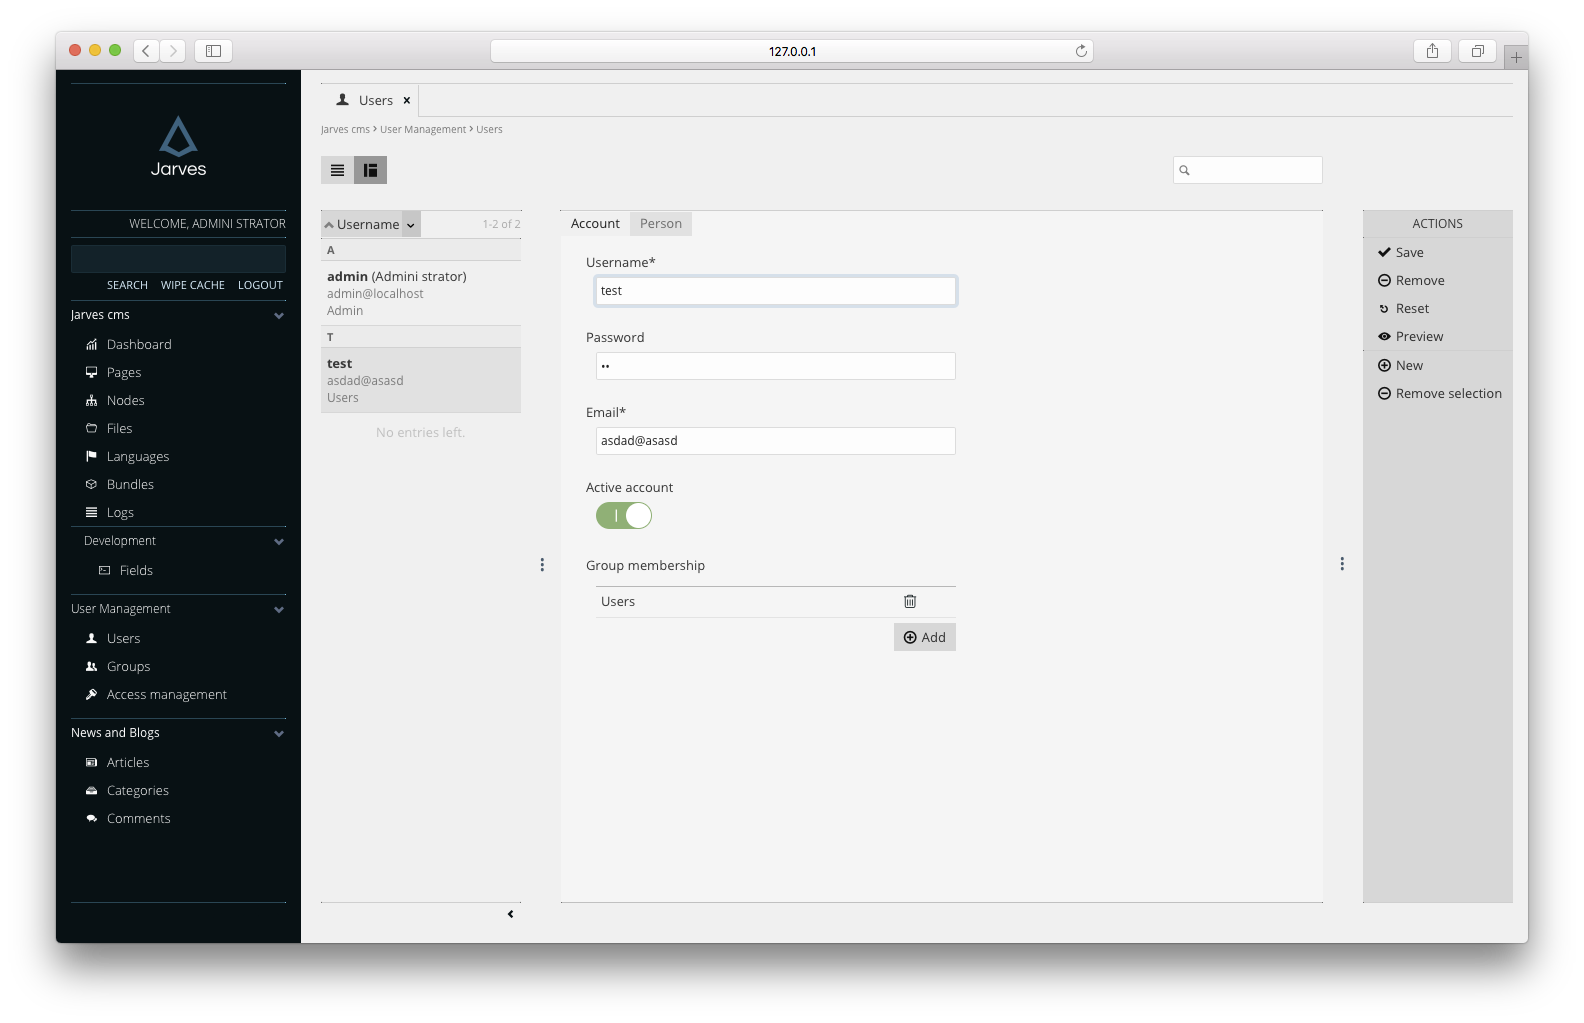 127.0.0.1
Jarves
WELCOME, ADMINI STRATOR
SEARCH WIPE CACHE LOGOUT
Jarves cms
Dashboard
Pages
Nodes
Files
Languages
Bundles
Logs
Development
Fields
User Management
Users
Groups
Access management
News and Blogs
Articles
Categories
Comments
Users ×
Jarves cms › User Management › Users
Username 1-2 of 2
A
admin (Admini strator)
admin@localhost
Admin
T
test
asdad@asasd
Users
No entries left.
Account Person
Username*
test
Password
••
Email*
asdad@asasd
Active account
Group membership
Users
Add
ACTIONS
Save
Remove
Reset
Preview
New
Remove selection